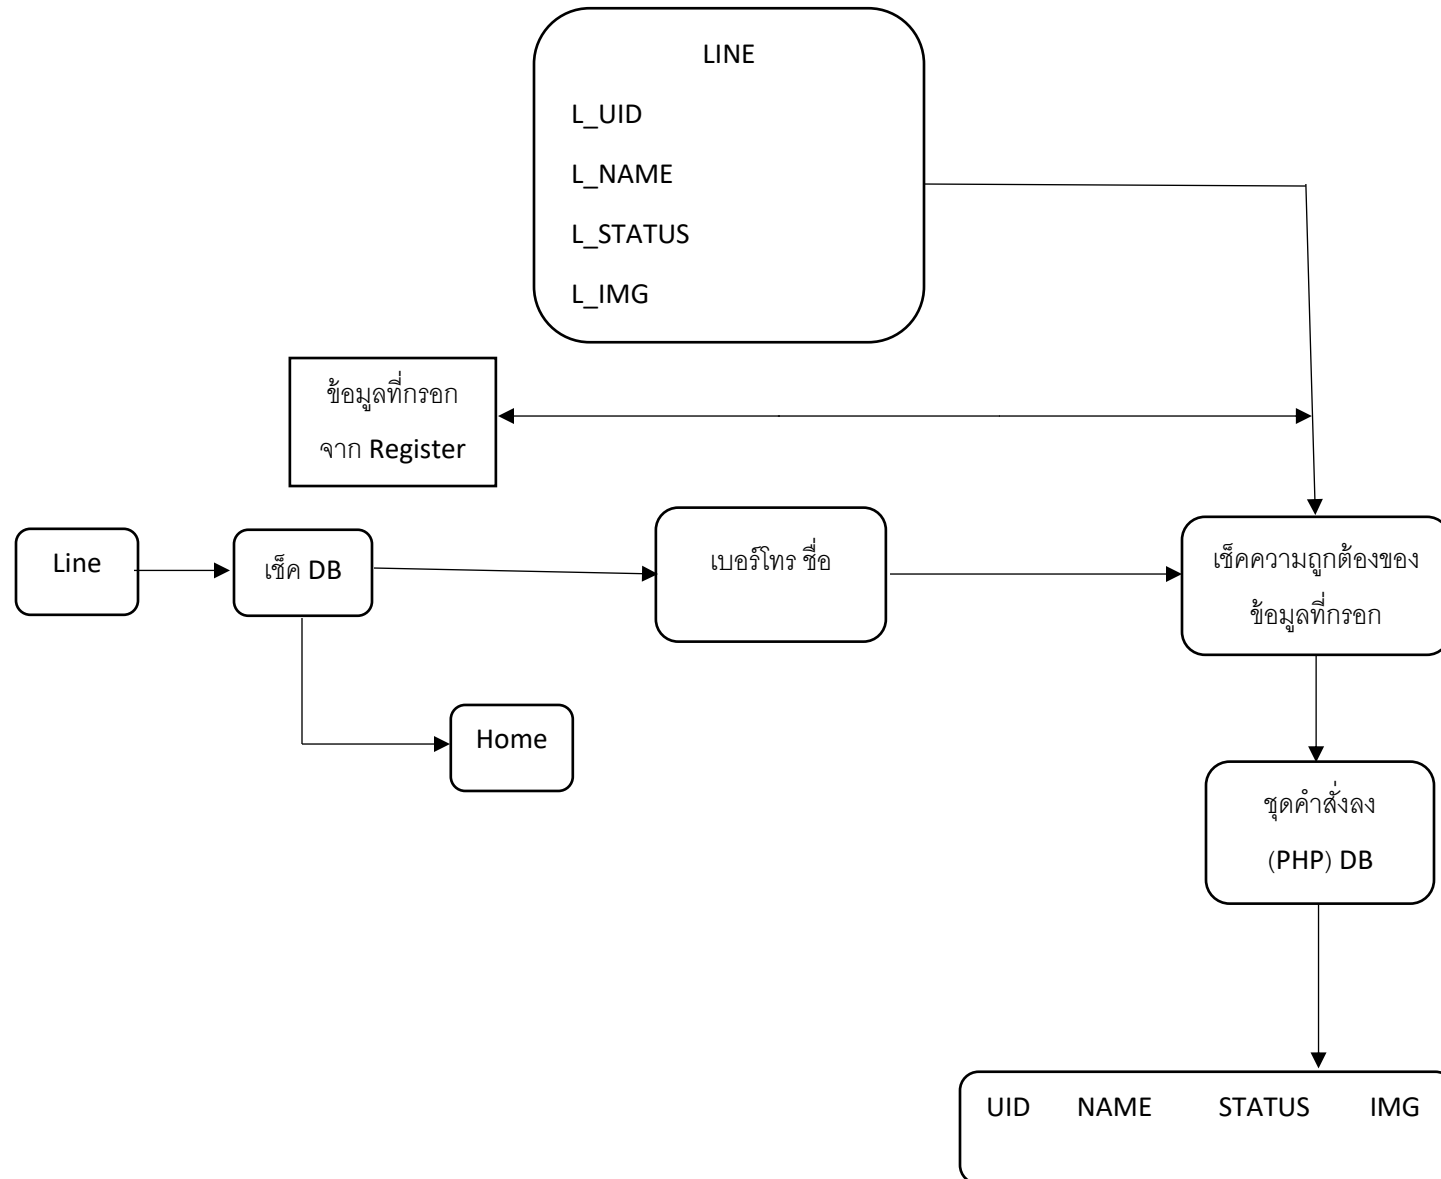 LINE
L_UID
L_NAME
L_STATUS
L_IMG
ข้อมูลที่กรอก
จาก Register
Line
เช็ค DB
เบอร์โทร ชื่อ
เช็คความถูกต้องของ
ข้อมูลที่กรอก
Home
ชุดคำสั่งลง
(PHP) DB
UID NAME STATUS IMG